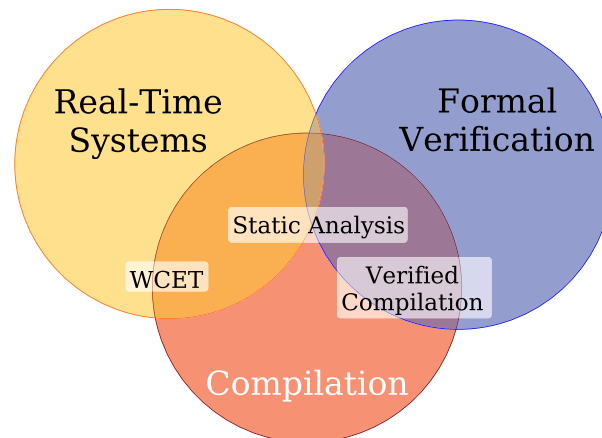 Real-Time
Systems
Formal
Verification
Static Analysis
WCET
Verified
Compilation
Compilation